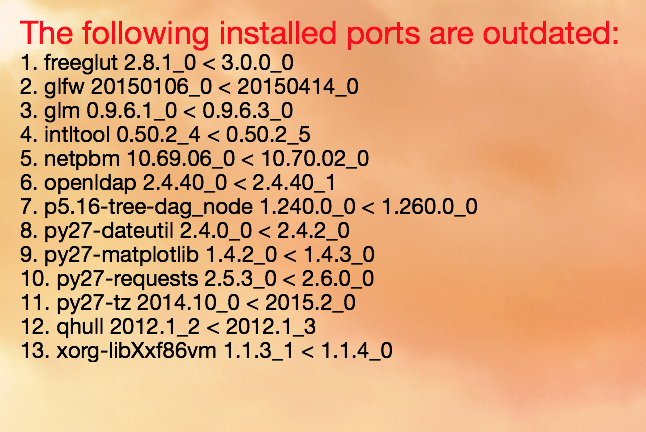 The following installed ports are outdated:
1. freeglut 2.8.1_0 < 3.0.0_0
2. glfw 20150106_0 < 20150414_0
3. glm 0.9.6.1_0 < 0.9.6.3_0
4. intltool 0.50.2_4 < 0.50.2_5
5. netpbm 10.69.06_0 < 10.70.02_0
6. openldap 2.4.40_0 < 2.4.40_1
7. p5.16-tree-dag_node 1.240.0_0 < 1.260.0_0
8. py27-dateutil 2.4.0_0 < 2.4.2_0
9. py27-matplotlib 1.4.2_0 < 1.4.3_0
10. py27-requests 2.5.3_0 < 2.6.0_0
11. py27-tz 2014.10_0 < 2015.2_0
12. qhull 2012.1_2 < 2012.1_3
13. xorg-libXxf86vm 1.1.3_1 < 1.1.4_0